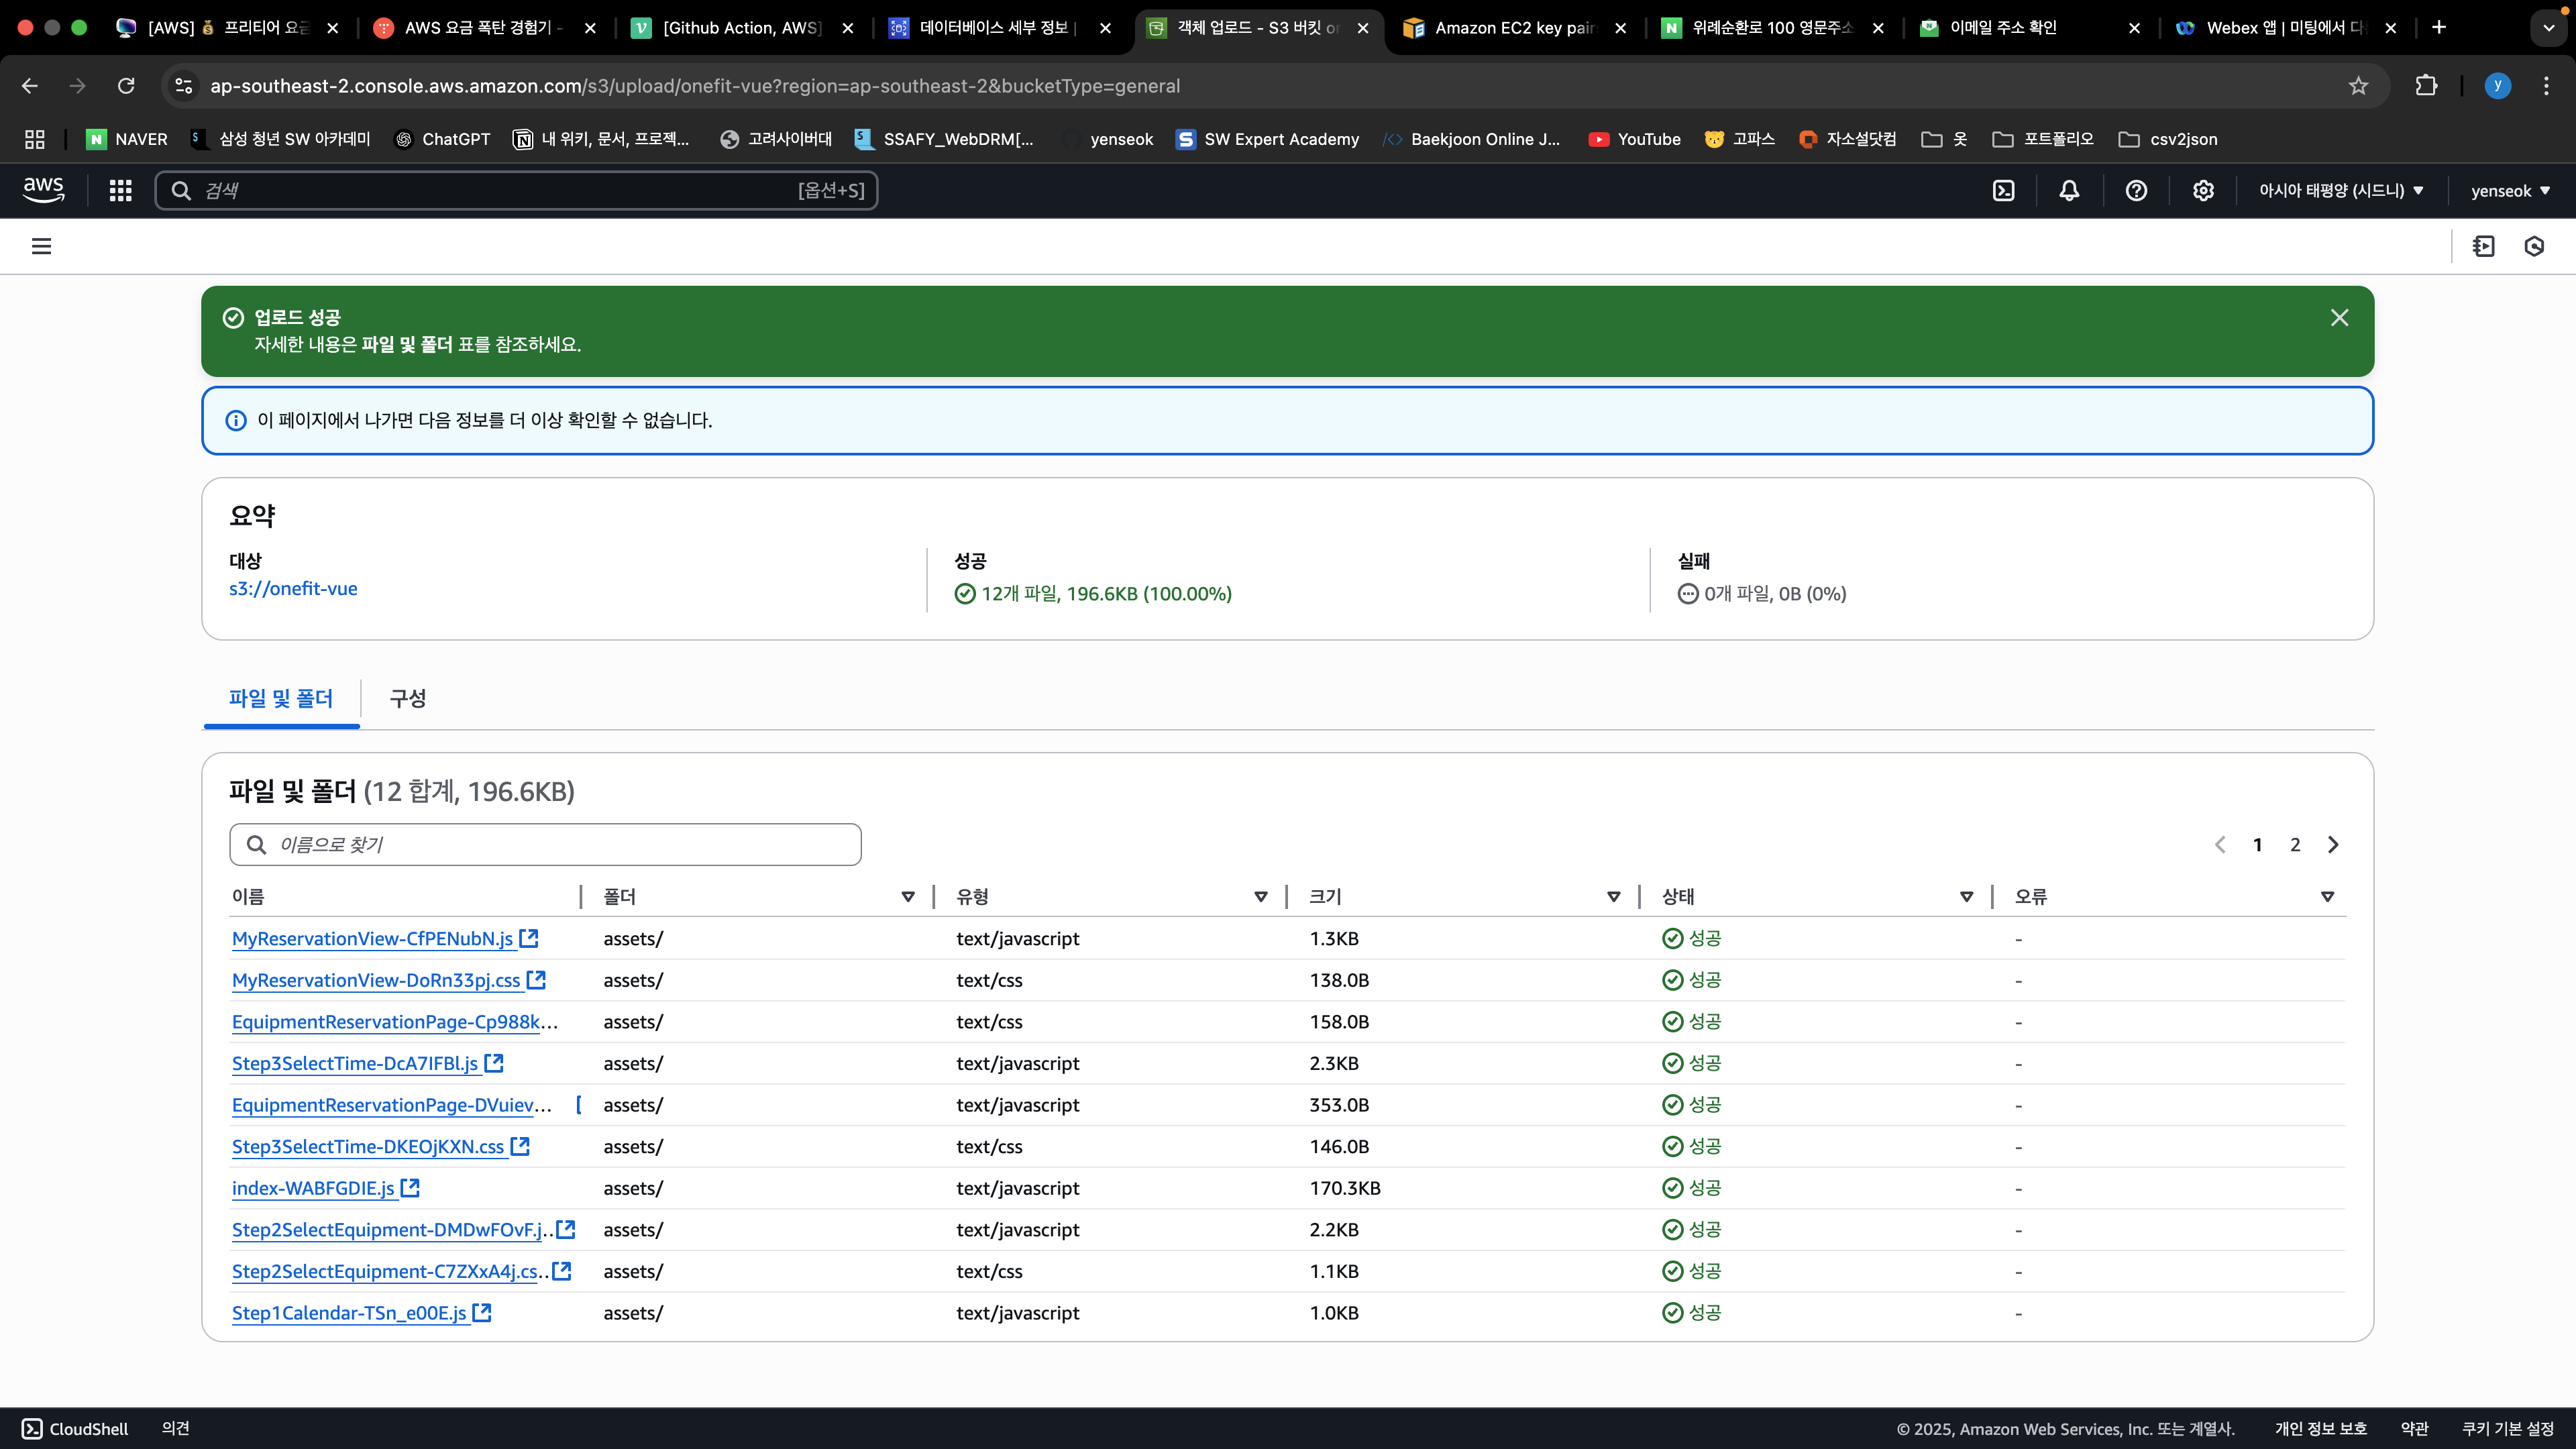 [AWS] 💰 프리티어 요금
AWS 요금 폭탄 경험기 -
[Github Action, AWS]
데이터베이스 세부 정보 |
객체 업로드 - S3 버킷 on
Amazon EC2 key pair
위례순환로 100 영문주소
이메일 주소 확인
Webex 앱 | 미팅에서 다
ap-southeast-2.console.aws.amazon.com/s3/upload/onefit-vue?region=ap-southeast-2&bucketType=general
y
NAVER
삼성 청년 SW 아카데미
ChatGPT
내 위키, 문서, 프로젝...
고려사이버대
SSAFY_WebDRM[...
yenseok
SW Expert Academy
Baekjoon Online J...
YouTube
고파스
자소설닷컴
옷
포트폴리오
csv2json
aws
검색
[옵션+S]
아시아 태평양 (시드니)
yenseok
업로드 성공
자세한 내용은 파일 및 폴더 표를 참조하세요.
이 페이지에서 나가면 다음 정보를 더 이상 확인할 수 없습니다.
요약
대상
s3://onefit-vue
성공
12개 파일, 196.6KB (100.00%)
실패
0개 파일, 0B (0%)
파일 및 폴더
구성
파일 및 폴더 (12 합계, 196.6KB)
이름으로 찾기
1 2
이름 폴더 유형 크기 상태 오류
MyReservationView-CfPENubN.js assets/ text/javascript 1.3KB 성공 -
MyReservationView-DoRn33pj.css assets/ text/css 138.0B 성공 -
EquipmentReservationPage-Cp988k... assets/ text/css 158.0B 성공 -
Step3SelectTime-DcA7IFBl.js assets/ text/javascript 2.3KB 성공 -
EquipmentReservationPage-DVuiev... assets/ text/javascript 353.0B 성공 -
Step3SelectTime-DKEOjKXN.css assets/ text/css 146.0B 성공 -
index-WABFGDIE.js assets/ text/javascript 170.3KB 성공 -
Step2SelectEquipment-DMDwFOvF.j.. assets/ text/javascript 2.2KB 성공 -
Step2SelectEquipment-C7ZXxA4j.cs.. assets/ text/css 1.1KB 성공 -
Step1Calendar-TSn_e00E.js assets/ text/javascript 1.0KB 성공 -
CloudShell
의견
© 2025, Amazon Web Services, Inc. 또는 계열사.
개인 정보 보호
약관
쿠키 기본 설정